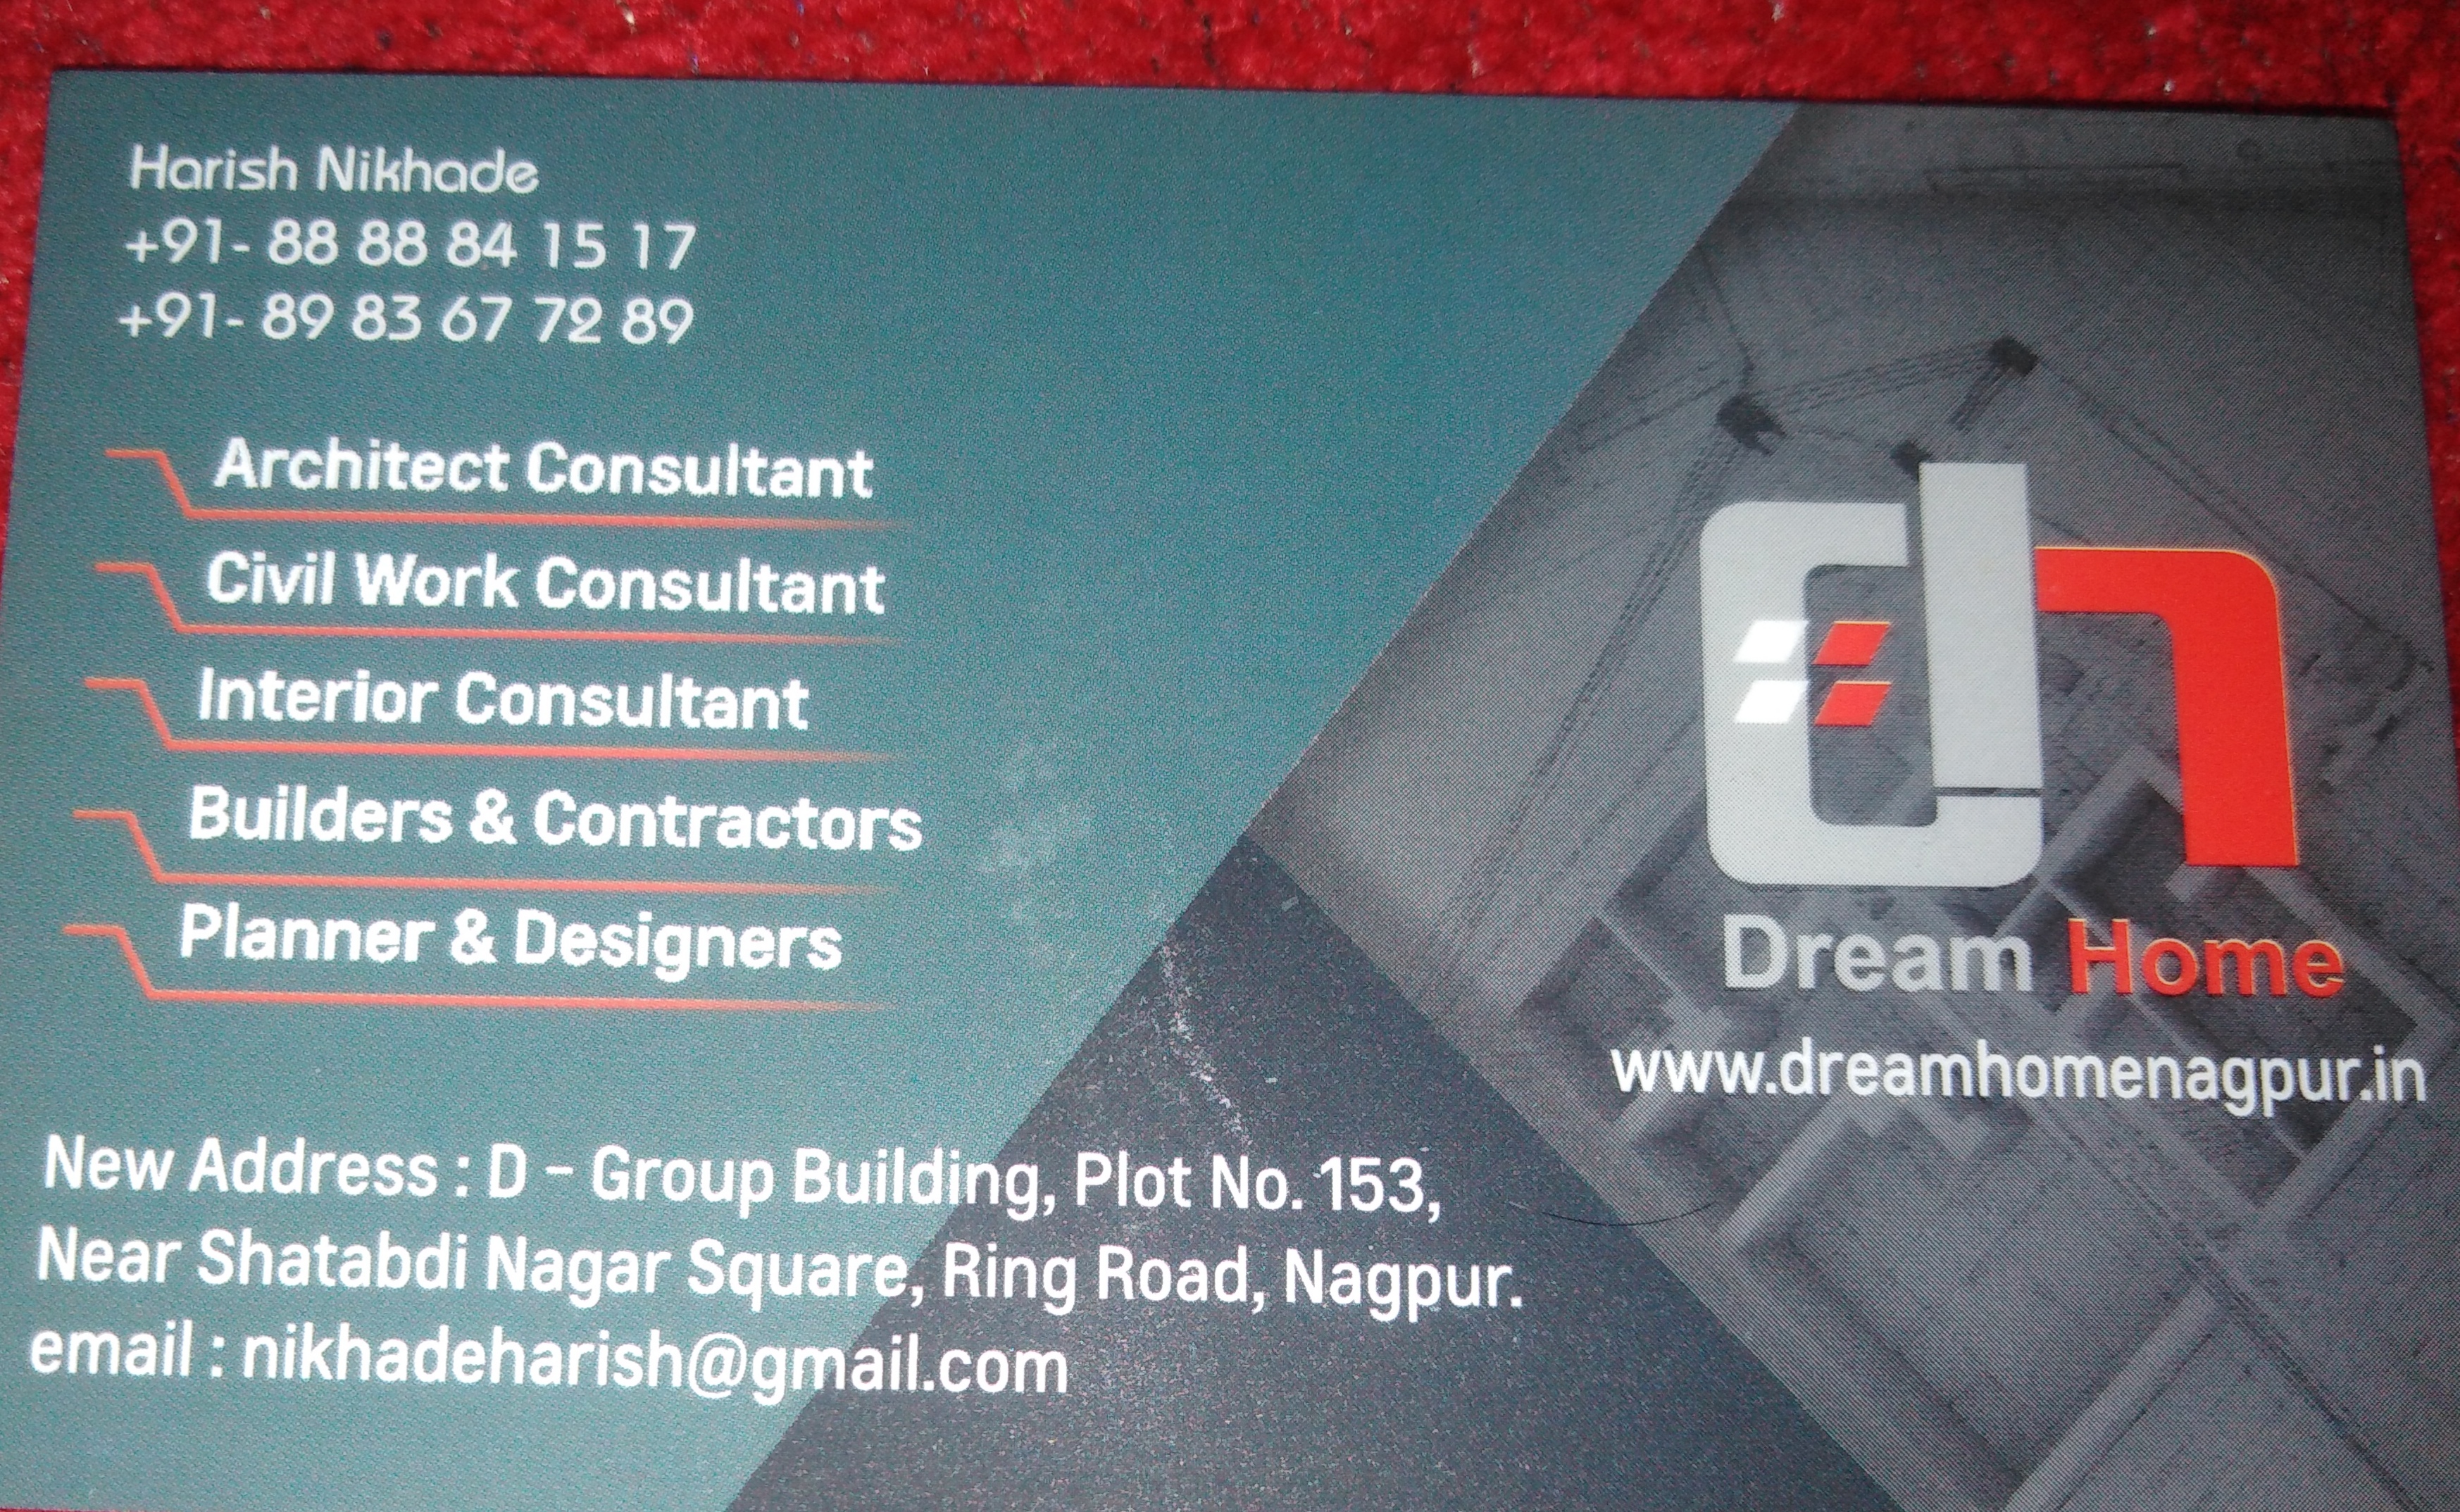 Harish Nikhade
+91- 88 88 84 15 17
+91- 89 83 67 72 89
Architect Consultant
Civil Work Consultant
Interior Consultant
Builders & Contractors
Planner & Designers
dh
Dream Home
www.dreamhomenagpur.in
New Address : D – Group Building, Plot No. 153,
Near Shatabdi Nagar Square, Ring Road, Nagpur.
email : nikhadeharish@gmail.com